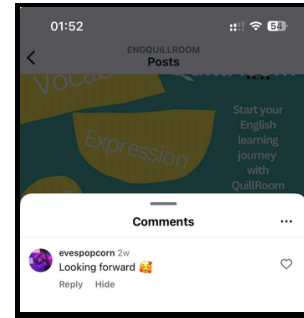 01:52
54
ENGQUILLROOM
Posts
Vocab
Expression
Start your
English
learning
journey
with
QuillRoom
Comments
evespopcorn 2w
Looking forward 🥰
Reply Hide